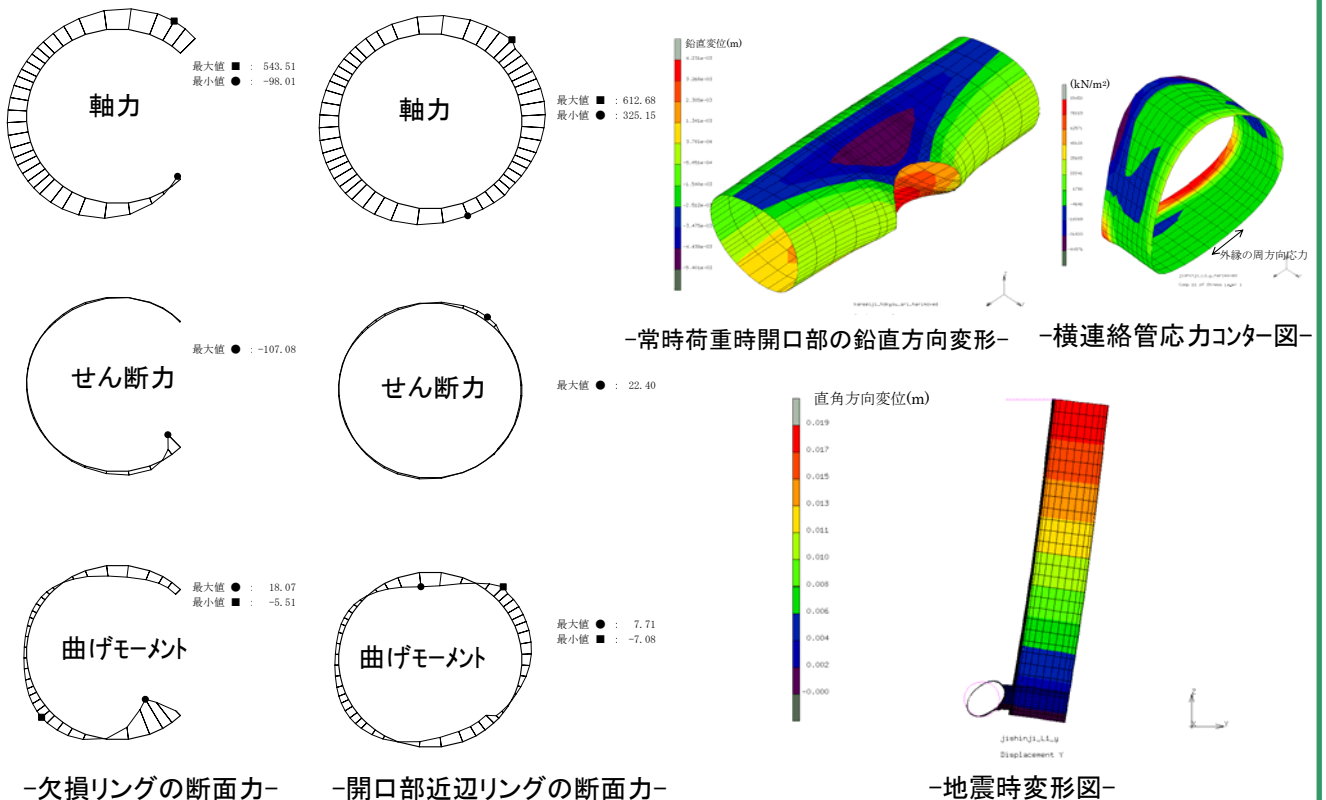 軸力
最大値 ■ : 543.51
最小値 ● : -98.01
せん断力
最大値 ● : -107.08
曲げモーメント
最大値 ● : 18.07
最小値 ■ : -5.51
-欠損リングの断面力-
軸力
最大値 ■ : 612.68
最小値 ● : 325.15
せん断力
最大値 ● : 22.40
曲げモーメント
最大値 ● : 7.71
最小値 ■ : -7.08
-開口部近辺リングの断面力-
鉛直変位(m)
-常時荷重時開口部の鉛直方向変形-
(kN/m²)
外縁の周方向応力
-横連絡管応力コンター図-
直角方向変位(m)
0.019
0.017
0.015
0.013
0.011
0.010
0.008
0.006
0.004
0.002
-0.000
Z
X
Y
jishinji_L1_y
Displacement Y
-地震時変形図-